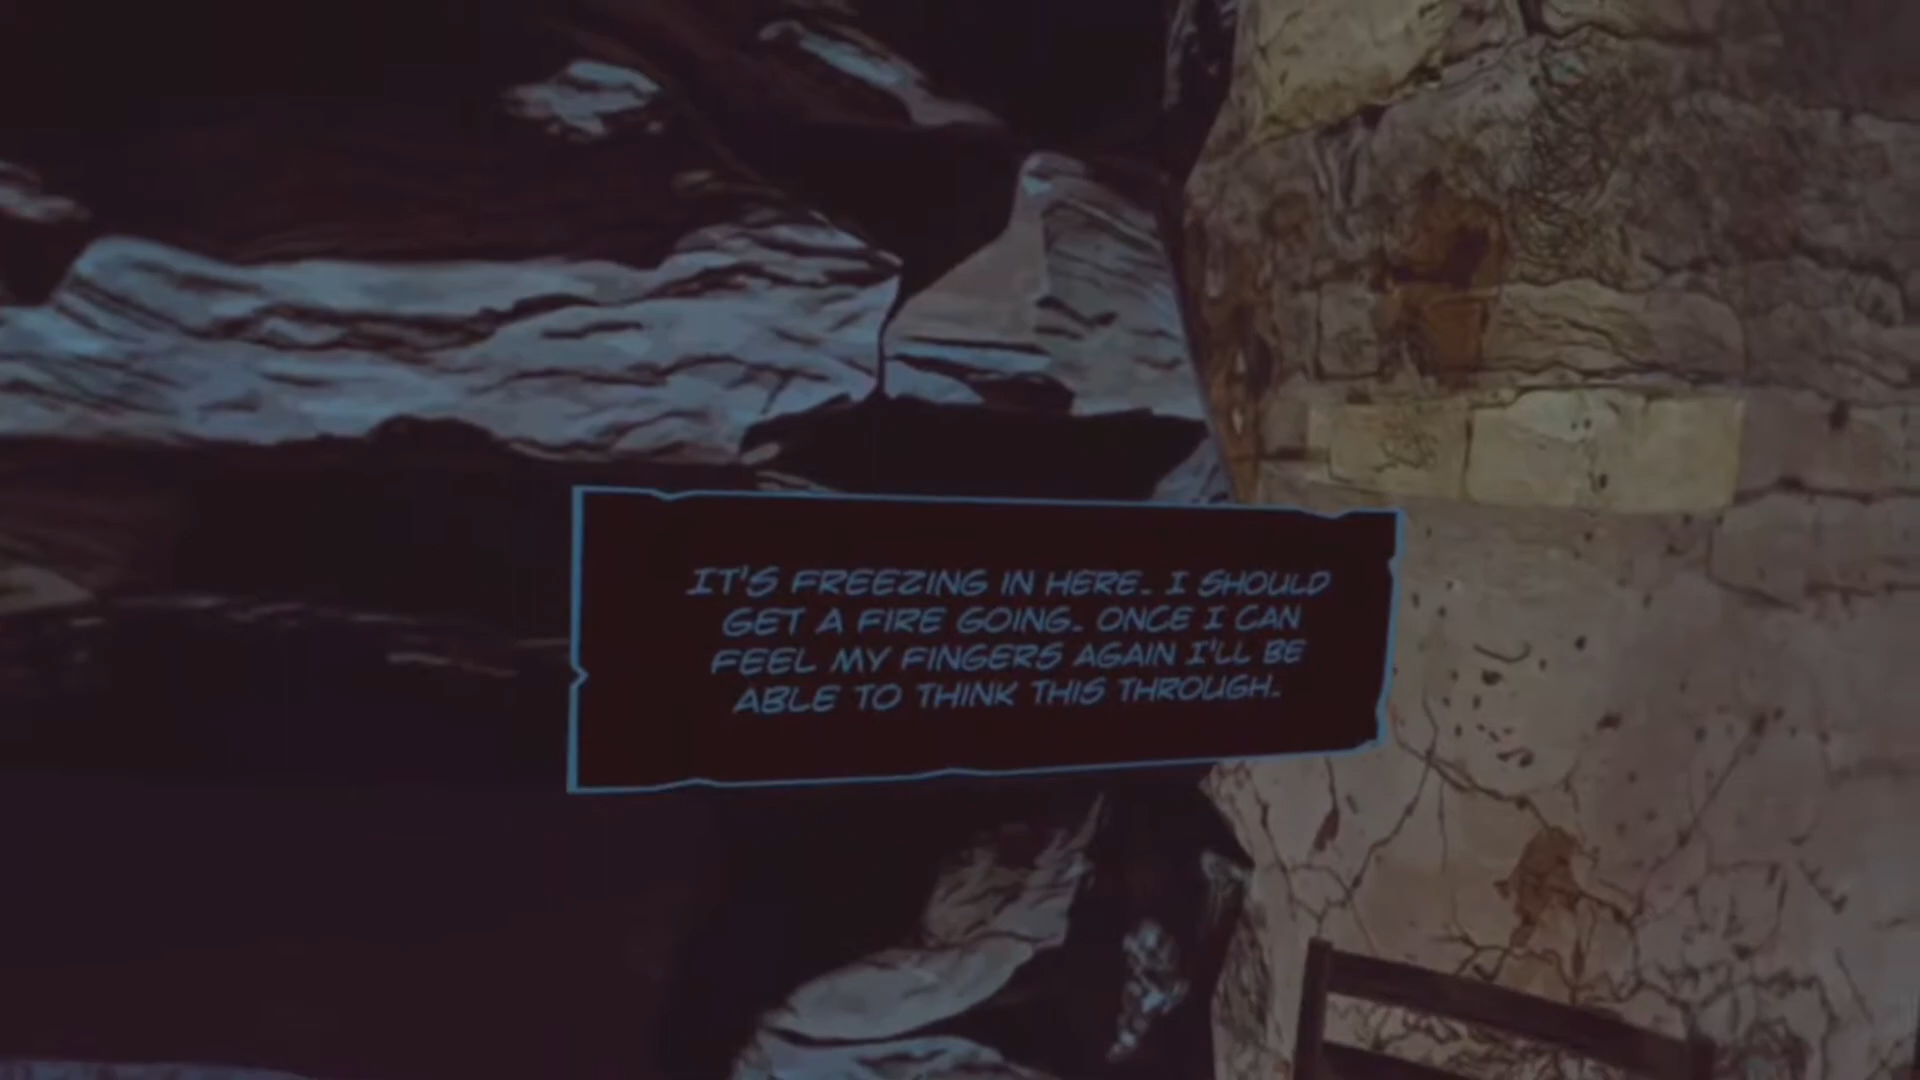 IT'S FREEZING IN HERE. I SHOULD
GET A FIRE GOING. ONCE I CAN
FEEL MY FINGERS AGAIN I'LL BE
ABLE TO THINK THIS THROUGH.